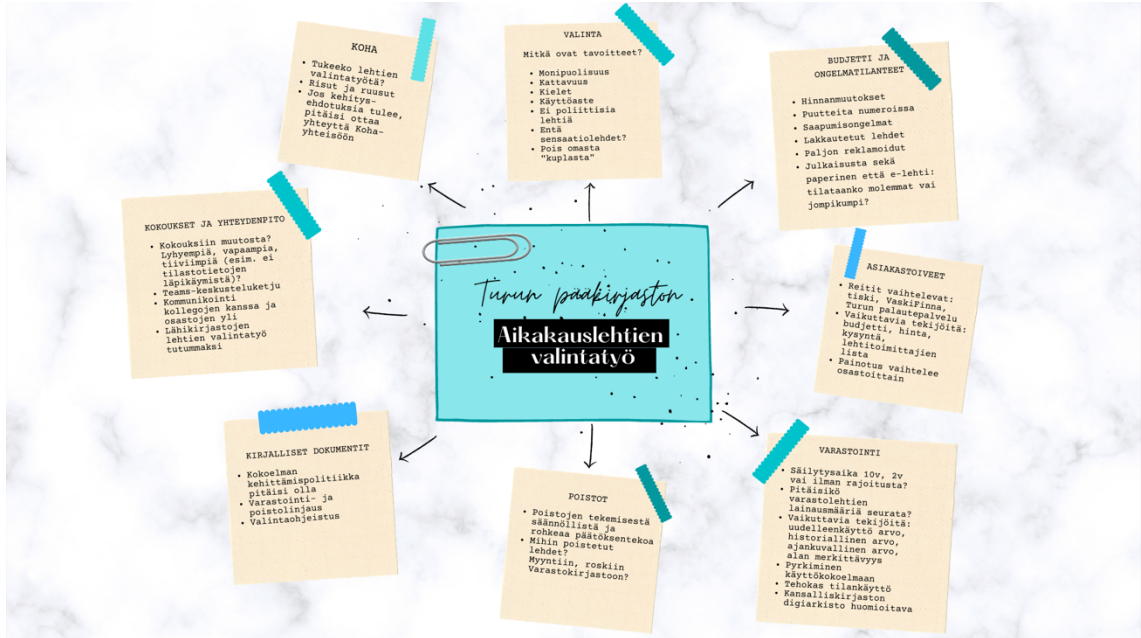 KOHA
• Tukeeko lehtien
valintatyötä?
• Risut ja ruusut
• Jos kehitys-
ehdotuksia tulee,
pitäisi ottaa
yhteyttä Koha-
yhteisöön
VALINTA
Mitkä ovat tavoitteet?
• Monipuolisuus
• Kattavuus
• Kielet
• Käyttöaste
• Ei poliittisia
lehtiä
• Entä
sensaatiolehdet?
• Pois omasta
"kuplasta"
BUDJETTI JA
ONGELMATILANTEET
• Hinnanmuutokset
• Puutteita numeroissa
• Saapumisongelmat
• Lakkautetut lehdet
• Paljon reklamoidut
• Julkaisusta sekä
paperinen että e-lehti:
tilataanko molemmat vai
jompikumpi?
KOKOUKSET JA YHTEYDENPITO
• Kokouksiin muutosta?
Lyhyempiä, vapaampia,
tiiviimpiä (esim. ei
tilastotietojen
läpikäymistä)?
• Teams-keskusteluketju
• Kommunikointi
kollegojen kanssa ja
osastojen yli
• Lähikirjastojen
lehtien valintatyö
tutummaksi
Turun pääkirjaston
Aikakauslehtien
valintatyö
ASIAKASTOIVEET
• Reitit vaihtelevat:
tiski, VaskiFinna,
Turun palautepalvelu
• Vaikuttavia tekijöitä:
budjetti, hinta,
kysyntä,
lehtitoimittajien
lista
• Painotus vaihtelee
osastoittain
KIRJALLISET DOKUMENTIT
• Kokoelman
kehittämispolitiikka
pitäisi olla
• Varastointi- ja
poistolinjaus
• Valintaohjeistus
POISTOT
• Poistojen tekemisestä
säännöllistä ja
rohkeaa päätöksentekoa
• Mihin poistetut
lehdet?
Myyntiin, roskiin
Varastokirjastoon?
VARASTOINTI
• Säilytysaika 10v, 2v
vai ilman rajoitusta?
• Pitäisikö
varastolehtien
lainausmääriä seurata?
• Vaikuttavia tekijöitä:
uudelleenkäyttö arvo,
historiallinen arvo,
ajankuvallinen arvo,
alan merkittävyys
• Pyrkiminen
käyttökokoelmaan
• Tehokas tilankäyttö
• Kansalliskirjaston
digiarkisto huomioitava